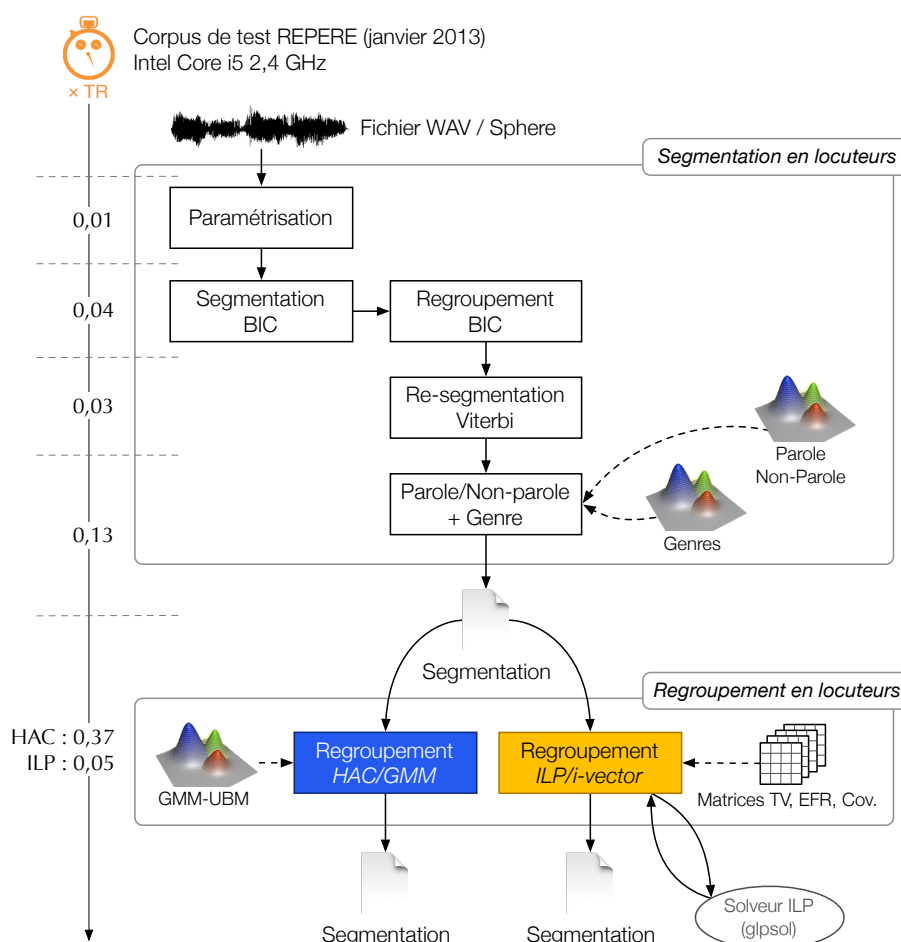 Corpus de test REPERE (janvier 2013)
Intel Core i5 2,4 GHz
× TR
Fichier WAV / Sphere
Segmentation en locuteurs
0,01
Paramétrisation
0,04
Segmentation
BIC
Regroupement
BIC
0,03
Re-segmentation
Viterbi
Parole
Non-Parole
0,13
Parole/Non-parole
+ Genre
Genres
Segmentation
Regroupement en locuteurs
HAC : 0,37
ILP : 0,05
GMM-UBM
Regroupement
HAC/GMM
Regroupement
ILP/i-vector
Matrices TV, EFR, Cov.
Segmentation
Segmentation
Solveur ILP
(glpsol)